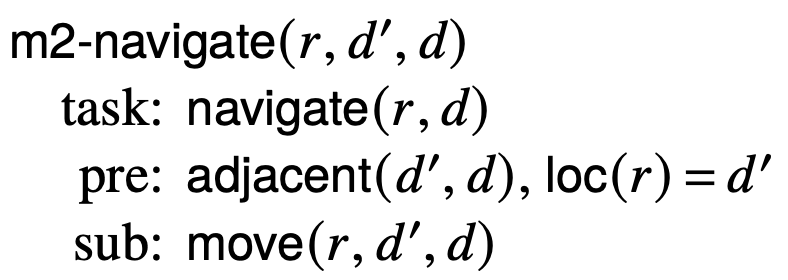 m2-navigate(r, d′, d)
task: navigate(r, d)
pre: adjacent(d′, d), loc(r) = d′
sub: move(r, d′, d)